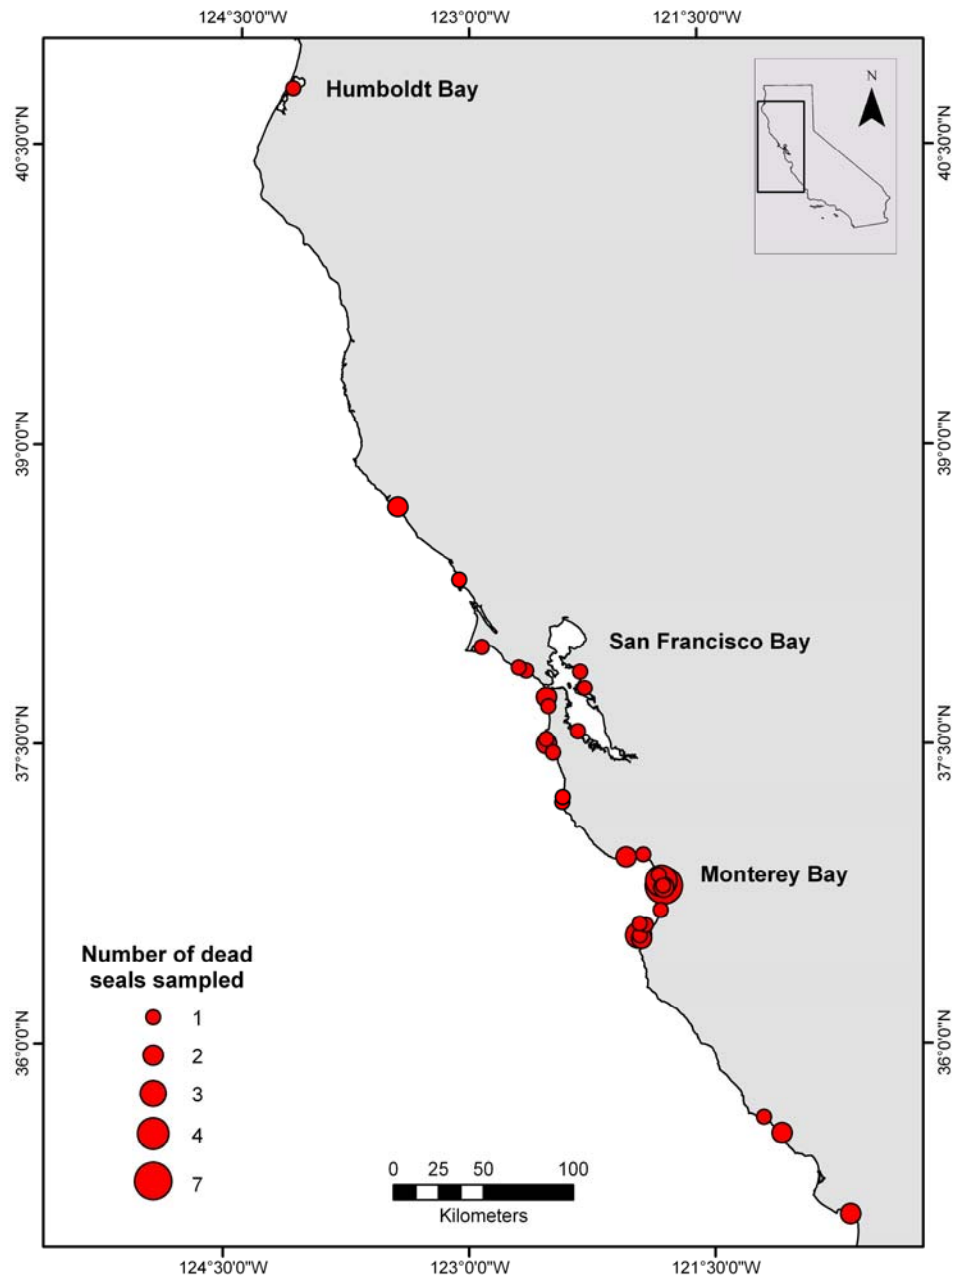 124°30'0"W 123°0'0"W 121°30'0"W
N
Humboldt Bay
40°30'0"N 40°30'0"N
39°0'0"N 39°0'0"N
San Francisco Bay
37°30'0"N 37°30'0"N
Monterey Bay
Number of dead
seals sampled
1
2
3
4
7
36°0'0"N 36°0'0"N
0 25 50 100
Kilometers
124°30'0"W 123°0'0"W 121°30'0"W